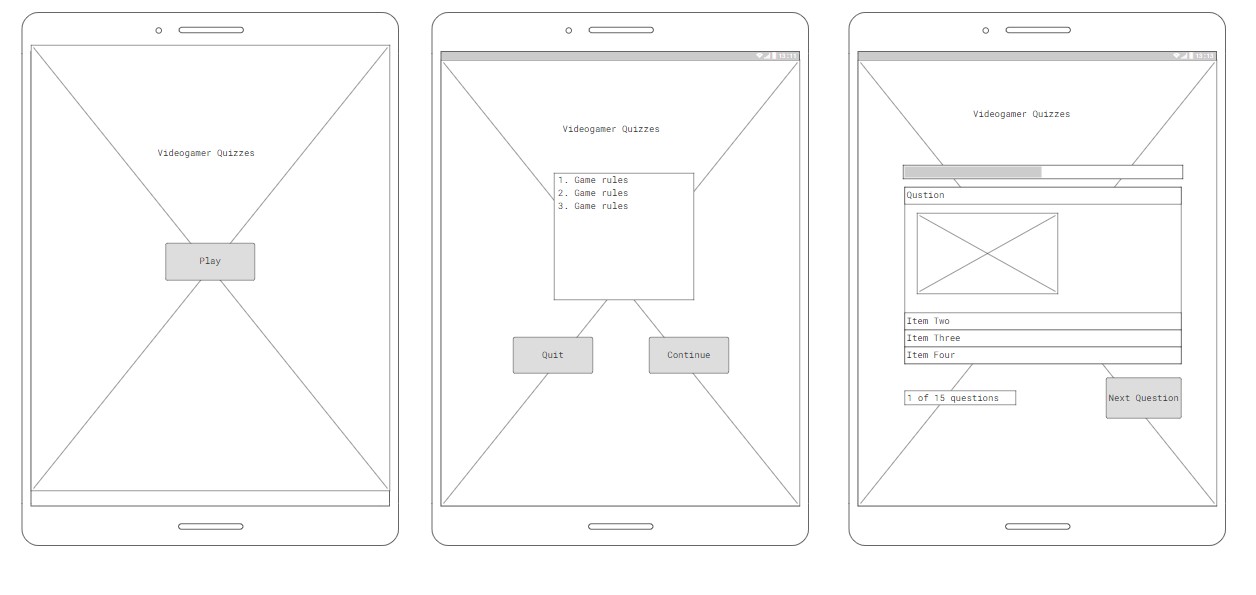 Videogamer Quizzes
Play
Videogamer Quizzes
1. Game rules
2. Game rules
3. Game rules
Quit
Continue
Videogamer Quizzes
Qustion
Item Two
Item Three
Item Four
1 of 15 questions
Next Question